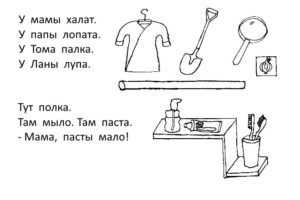 У мамы халат.
У папы лопата.
У Тома палка.
У Ланы лупа.
Тут полка.
Там мыло. Там паста.
- Мама, пасты мало!